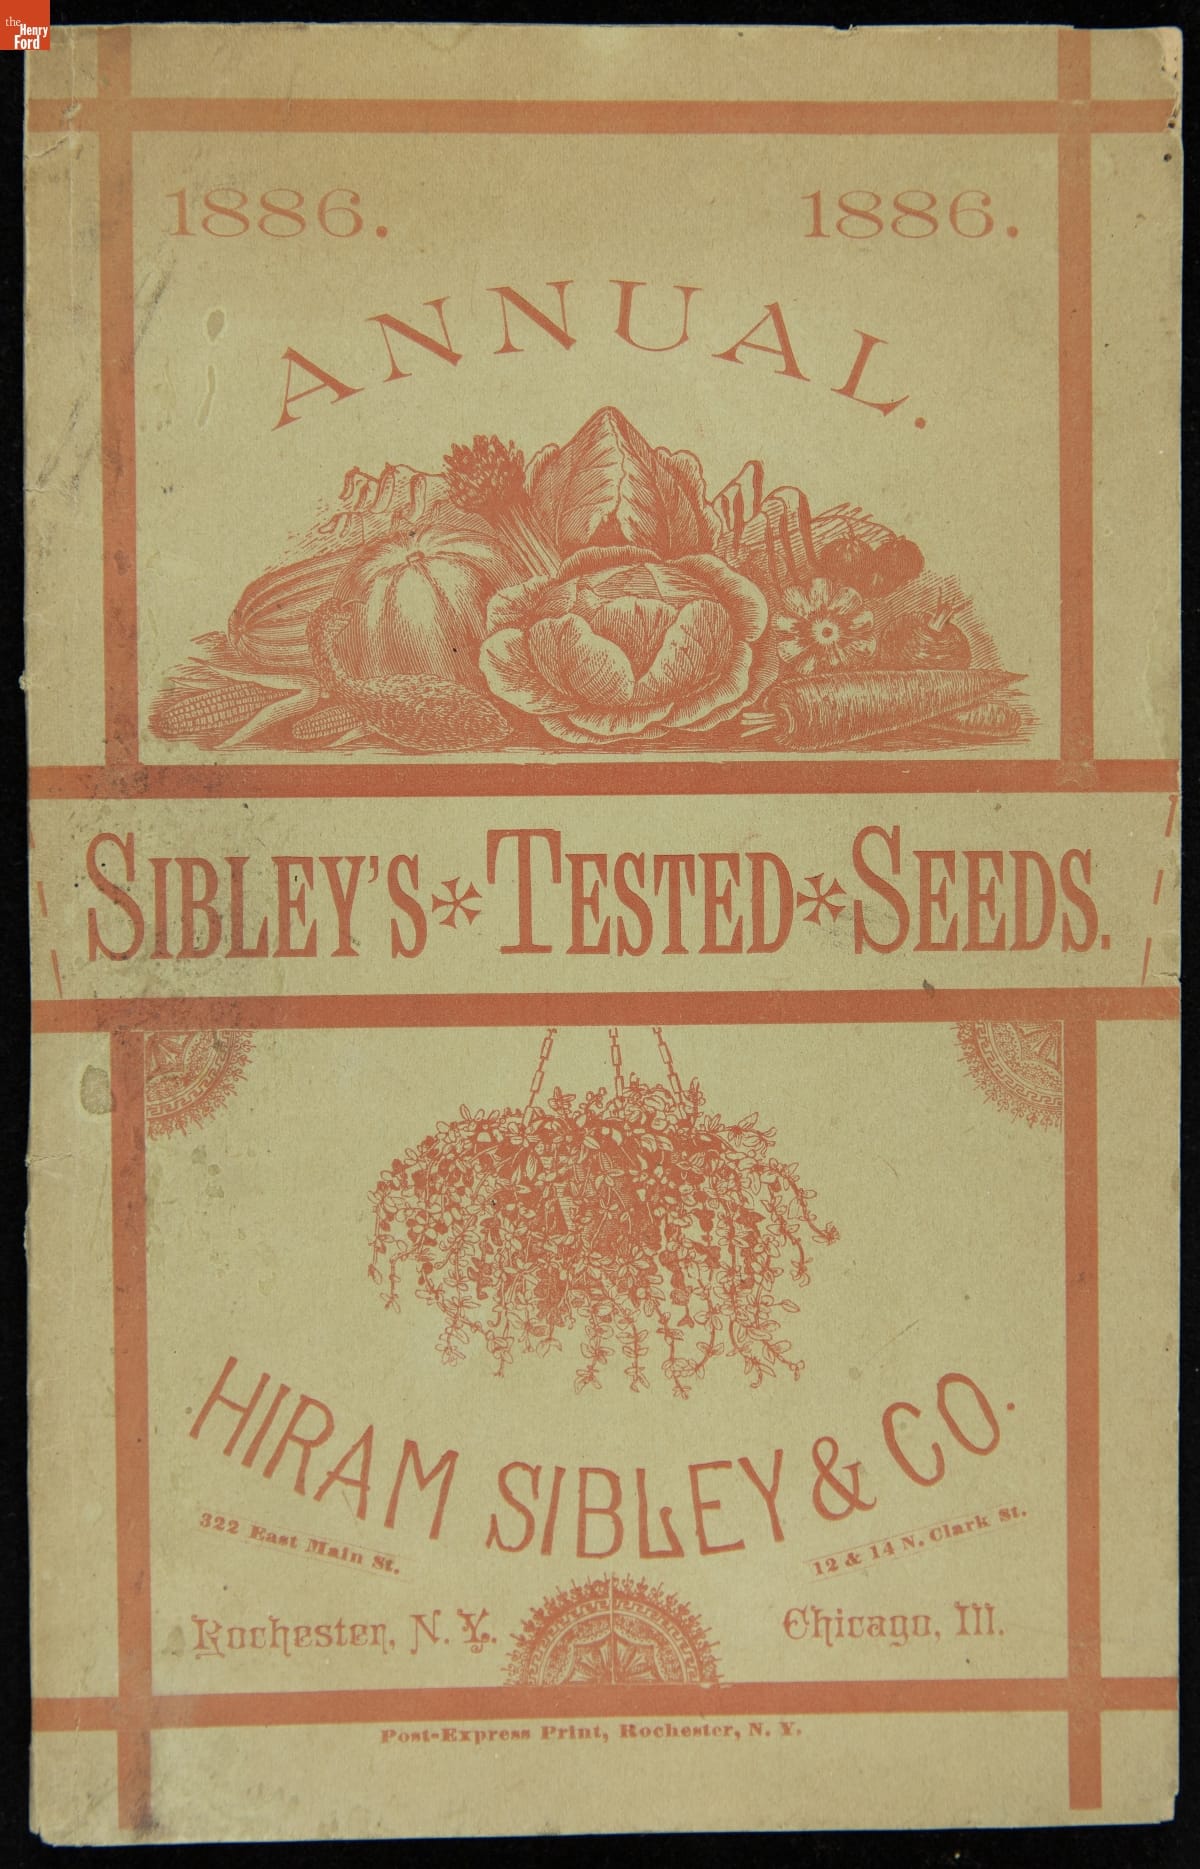 the
Henry
Ford
1886. 1886.
ANNUAL.
SIBLEY'S * TESTED * SEEDS.
HIRAM SIBLEY & CO.
322 East Main St. 12 & 14 N. Clark St.
Rochester, N. Y. Chicago, Ill.
Post-Express Print, Rochester, N. Y.